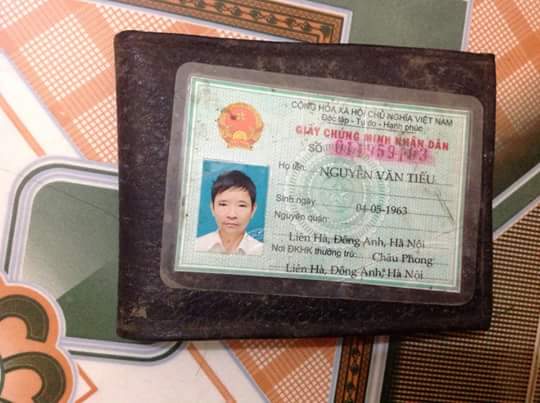 CỘNG HÒA XÃ HỘI CHỦ NGHĨA VIỆT NAM
Độc lập - Tự do - Hạnh phúc
GIẤY CHỨNG MINH NHÂN DÂN
SỐ
Họ tên: NGUYỄN VĂN TIẾU
Sinh ngày: 04-05-1963
Nguyên quán:
Liên Hà, Đông Anh, Hà Nội
Nơi ĐKHK thường trú: Châu Phong
Liên Hà, Đông Anh, Hà Nội